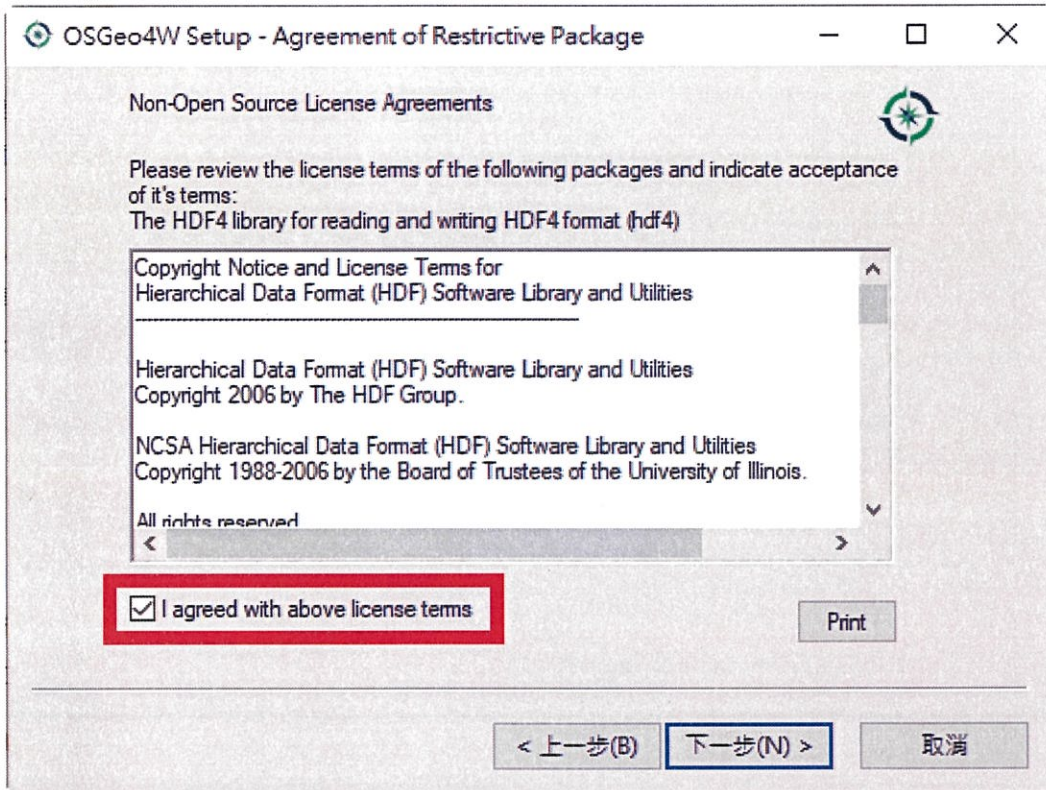 OSGeo4W Setup - Agreement of Restrictive Package
Non-Open Source License Agreements
Please review the license terms of the following packages and indicate acceptance
of it's terms:
The HDF4 library for reading and writing HDF4 format (hdf4)
Copyright Notice and License Terms for
Hierarchical Data Format (HDF) Software Library and Utilities
Hierarchical Data Format (HDF) Software Library and Utilities
Copyright 2006 by The HDF Group.
NCSA Hierarchical Data Format (HDF) Software Library and Utilities
Copyright 1988-2006 by the Board of Trustees of the University of Illinois.
All rights reserved
I agreed with above license terms
Print
< 上一步(B)
下一步(N) >
取消